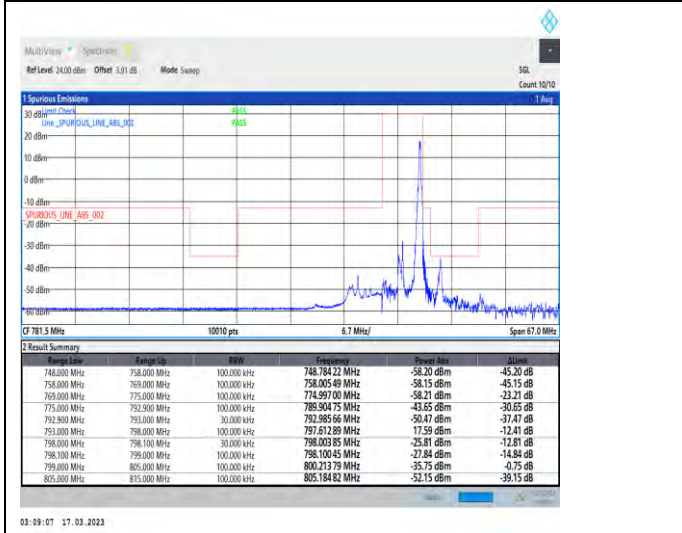 MultiView Spectrum
Ref Level 24.00 dBm Offset 3.91 dB Mode Sweep SGL
Count 10/10
1 Spurious Emissions 1 Avg
30 dBm Limit Check PASS
Line _SPURIOUS_LINE_ABS_002 PASS
20 dBm
10 dBm
0 dBm
-10 dBm
_SPURIOUS_LINE_ABS_002
-20 dBm
-30 dBm
-40 dBm
-50 dBm
-60 dBm
CF 781.5 MHz 10010 pts 6.7 MHz/ Span 67.0 MHz
2 Result Summary
Range Low Range Up RBW Frequency Power Abs ΔLimit
748.000 MHz 758.000 MHz 100.000 kHz 748.784 22 MHz -58.20 dBm -45.20 dB
758.000 MHz 769.000 MHz 100.000 kHz 758.005 49 MHz -58.15 dBm -45.15 dB
769.000 MHz 775.000 MHz 100.000 kHz 774.997 00 MHz -58.21 dBm -23.21 dB
775.000 MHz 792.900 MHz 100.000 kHz 789.904 75 MHz -43.65 dBm -30.65 dB
792.900 MHz 793.000 MHz 30.000 kHz 792.985 66 MHz -50.47 dBm -37.47 dB
793.000 MHz 798.000 MHz 100.000 kHz 797.612 89 MHz 17.59 dBm -12.41 dB
798.000 MHz 798.100 MHz 30.000 kHz 798.003 85 MHz -25.81 dBm -12.81 dB
798.100 MHz 799.000 MHz 100.000 kHz 798.100 45 MHz -27.84 dBm -14.84 dB
799.000 MHz 805.000 MHz 100.000 kHz 800.213 79 MHz -35.75 dBm -0.75 dB
805.000 MHz 815.000 MHz 100.000 kHz 805.184 82 MHz -52.15 dBm -39.15 dB
03:09:07 17.03.2023